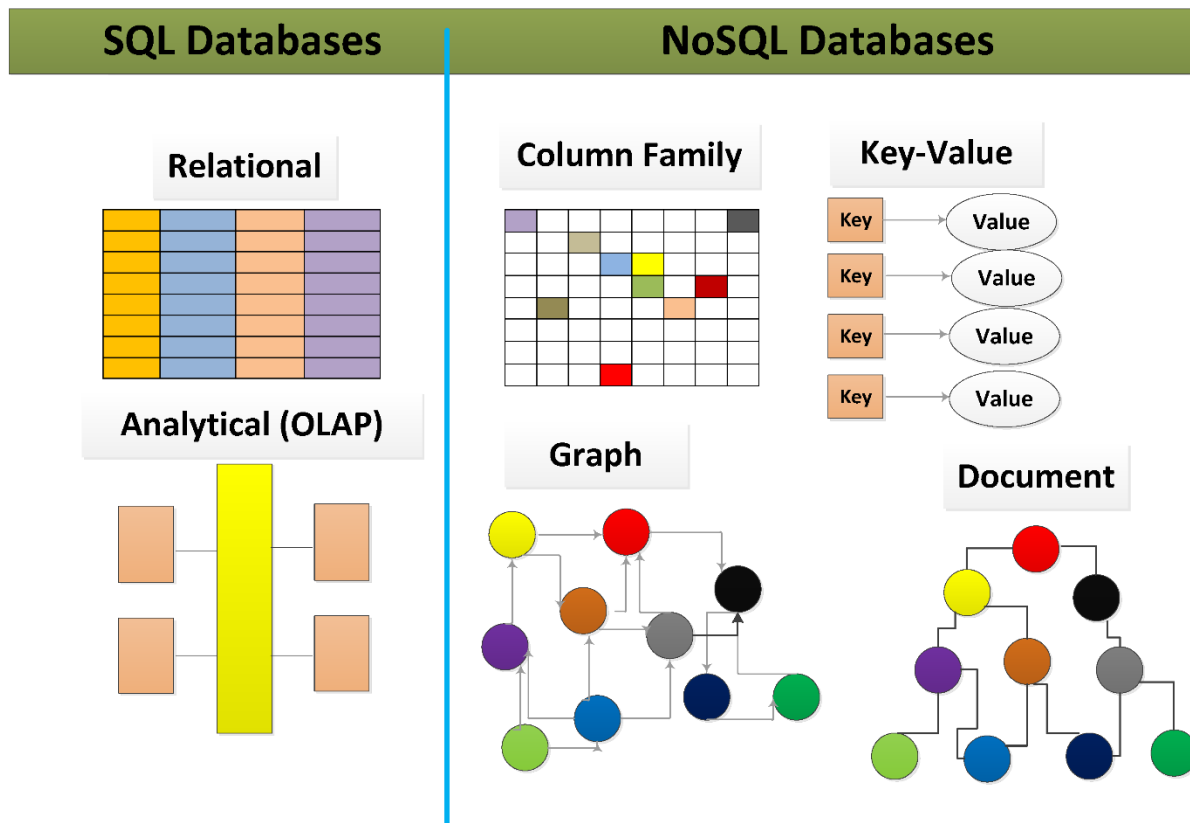 SQL Databases
NoSQL Databases
Relational
Analytical (OLAP)
Column Family
Key-Value
Key
Value
Key
Value
Key
Value
Key
Value
Graph
Document